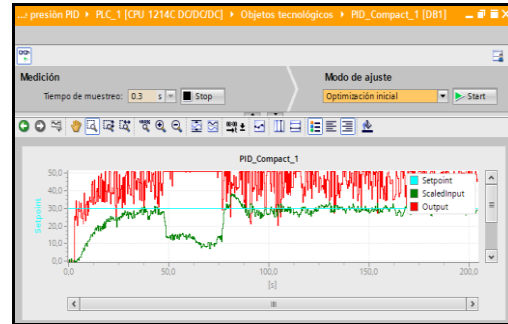 ...› presión PID › PLC_1 [CPU 1214C DC/DC/DC] › Objetos tecnológicos › PID_Compact_1 [DB1]
Medición
Modo de ajuste
Tiempo de muestreo: 0.3 s
Stop
Optimización inicial
Start
PID_Compact_1
Setpoint
ScaledInput
Output
Setpoint
50,0
40,0
30,0
20,0
10,0
0,0
0,0 50,0 100,0 150,0 200,0
[s]